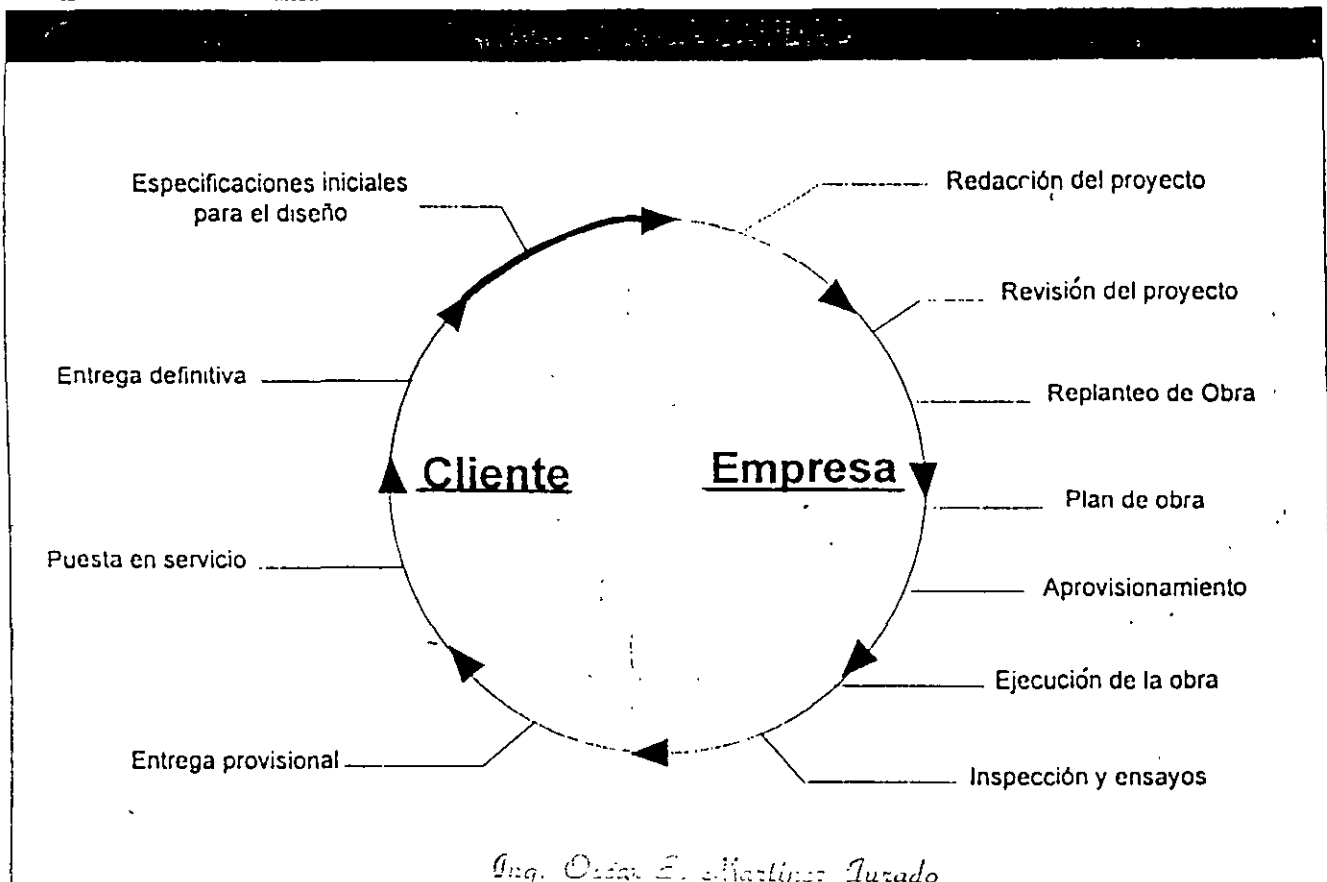 Especificaciones iniciales
para el diseño
Redacción del proyecto
Revisión del proyecto
Replanteo de Obra
Entrega definitiva
Cliente
Empresa
Plan de obra
Puesta en servicio
Aprovisionamiento
Ejecución de la obra
Entrega provisional
Inspección y ensayos
Ing. Oscar E. Martínez Jurado